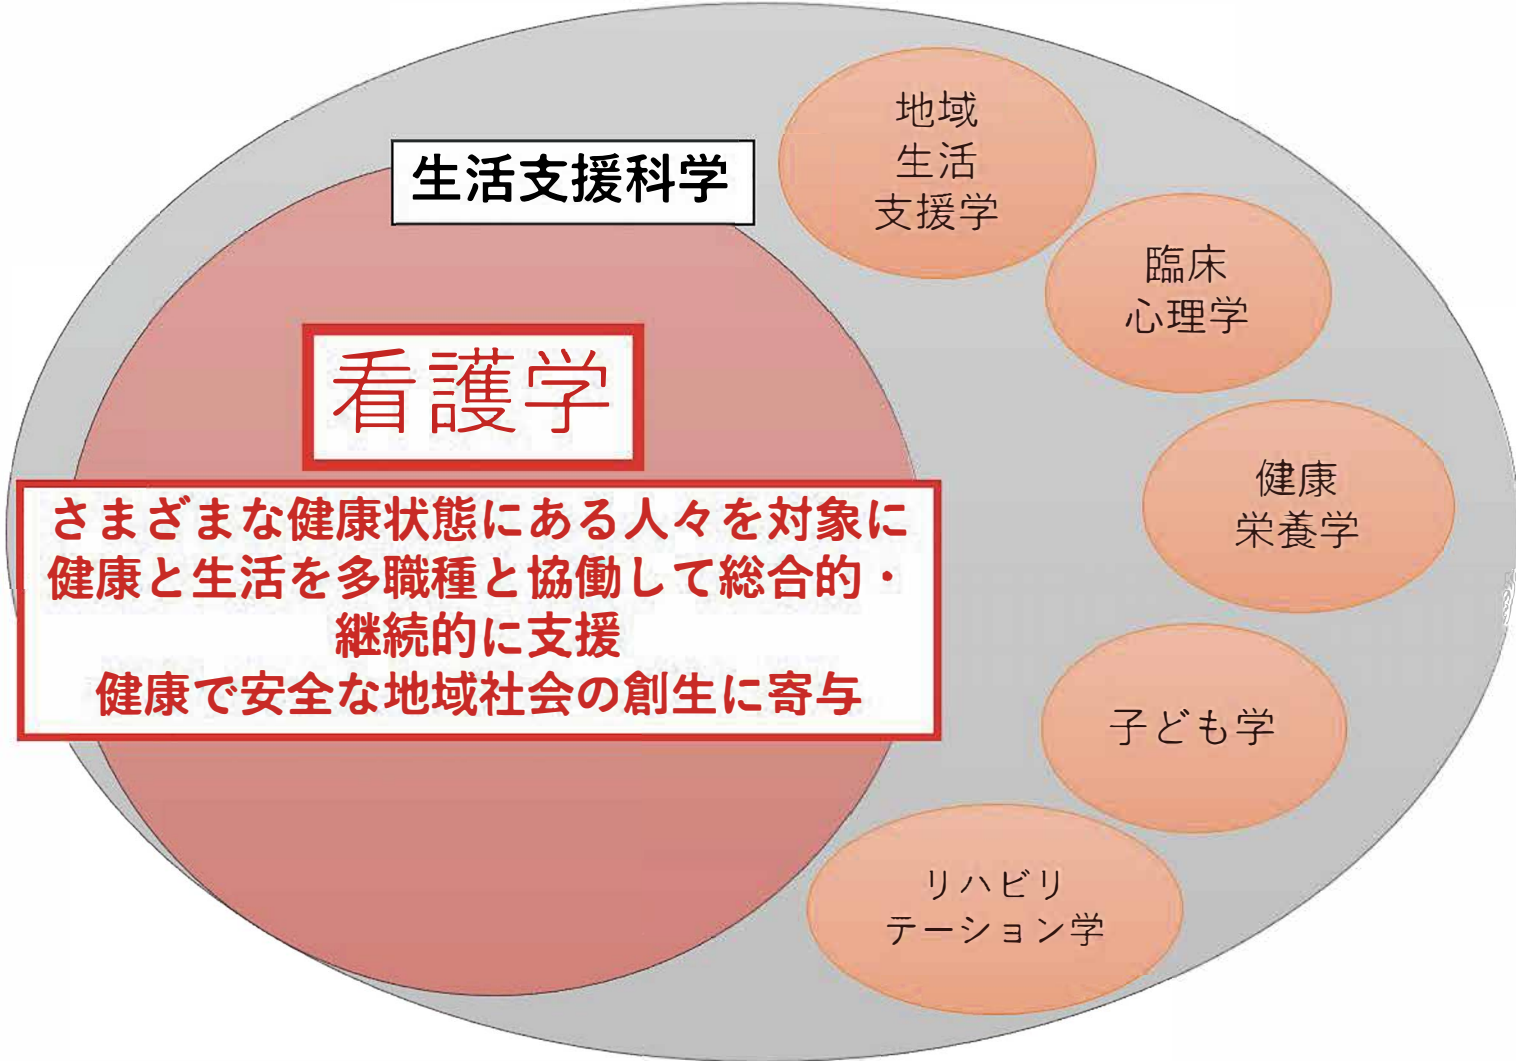 生活支援科学
看護学
さまざまな健康状態にある人々を対象に
健康と生活を多職種と協働して総合的・
継続的に支援
健康で安全な地域社会の創生に寄与
地域
生活
支援学
臨床
心理学
健康
栄養学
子ども学
リハビリ
テーション学